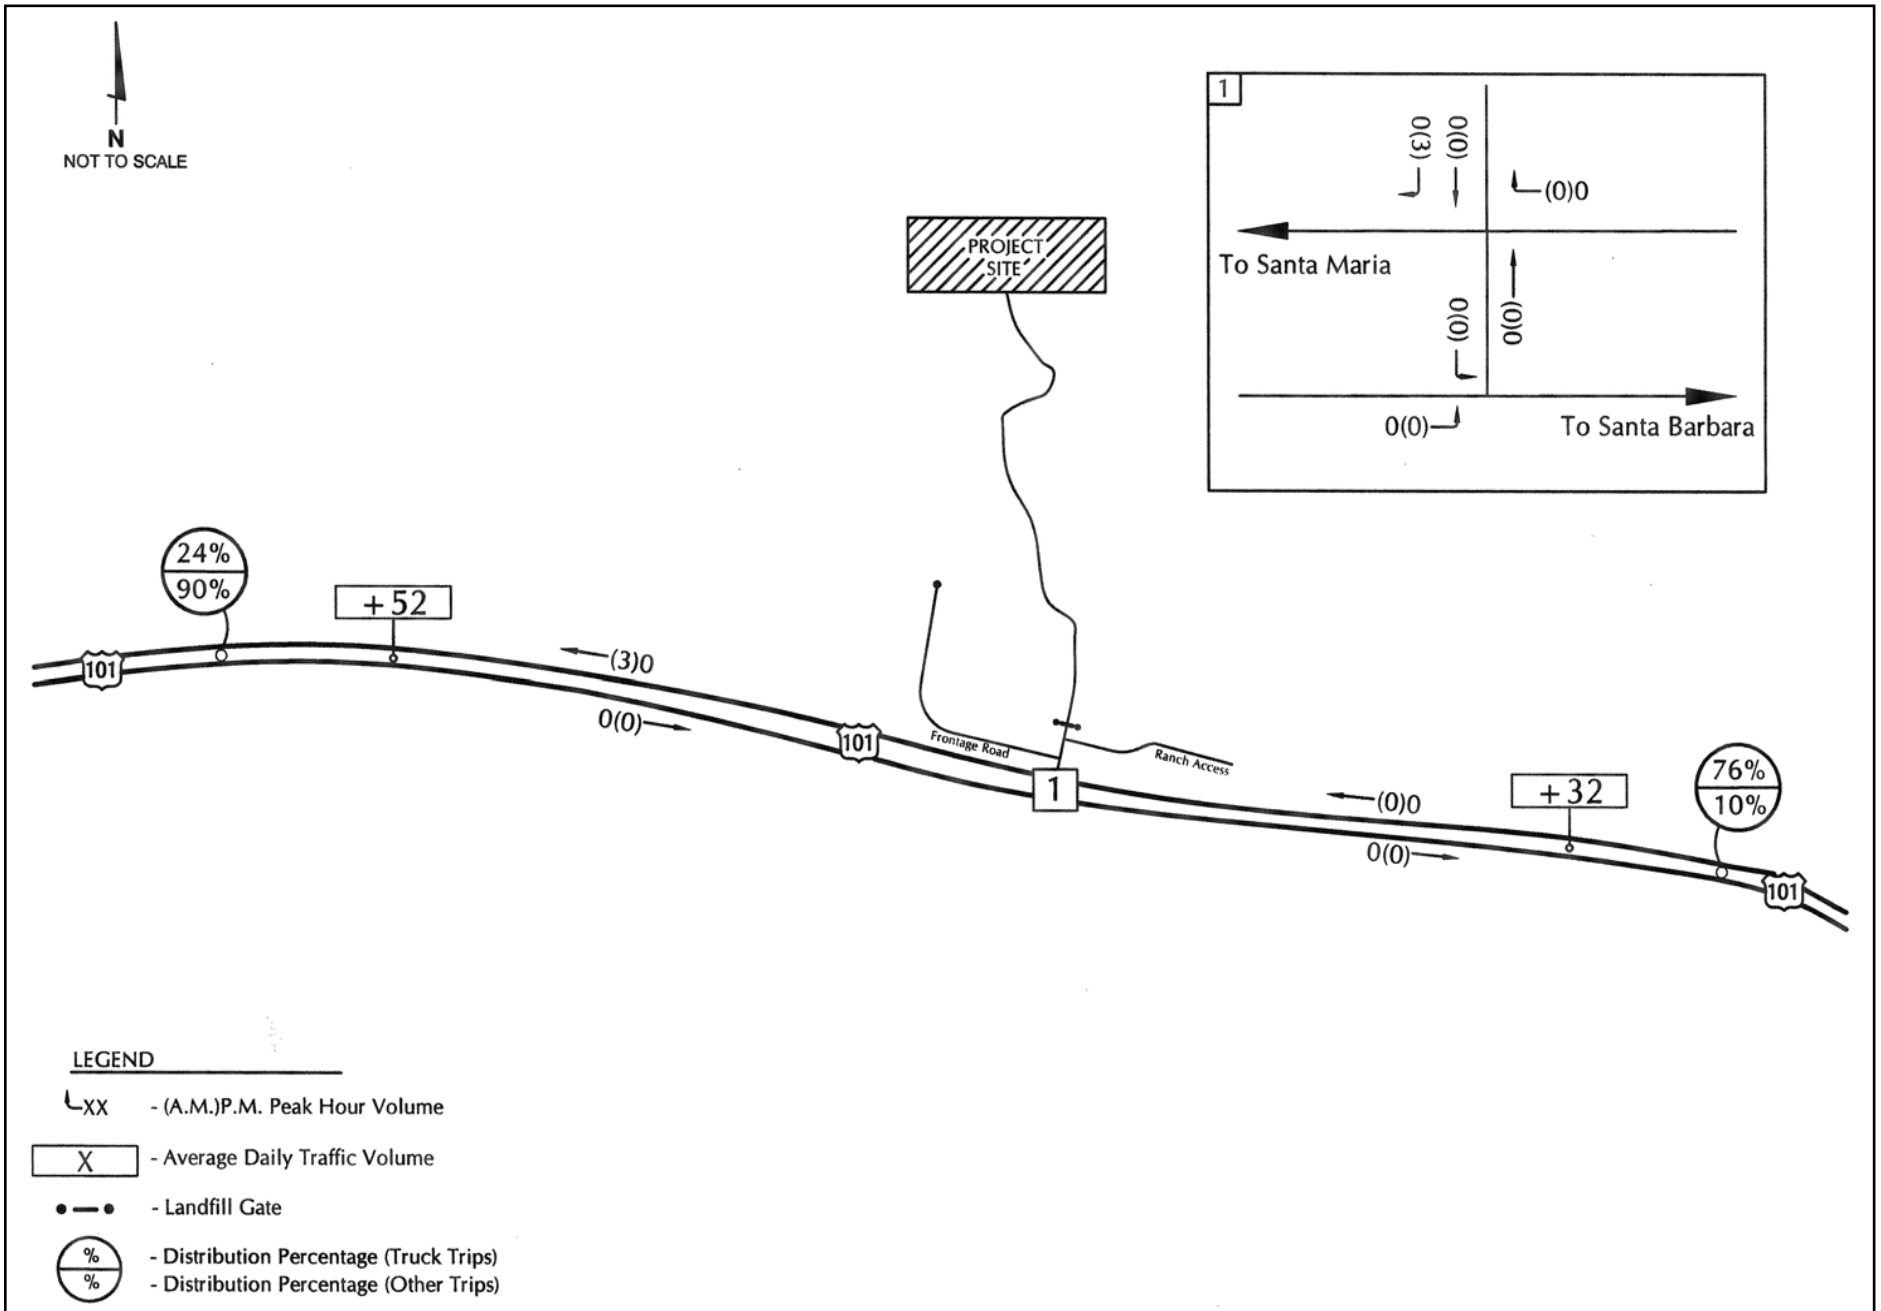 N
NOT TO SCALE
1
0(3)
0(0)
(0)0
To Santa Maria
0(0)
(0)0
0(0)
To Santa Barbara
PROJECT
SITE
24%
90%
+52
101
(3)0
0(0)
101
Frontage Road
Ranch Access
1
(0)0
0(0)
+32
76%
10%
101
LEGEND
XX - (A.M.)P.M. Peak Hour Volume
X - Average Daily Traffic Volume
- Landfill Gate
% - Distribution Percentage (Truck Trips)
% - Distribution Percentage (Other Trips)